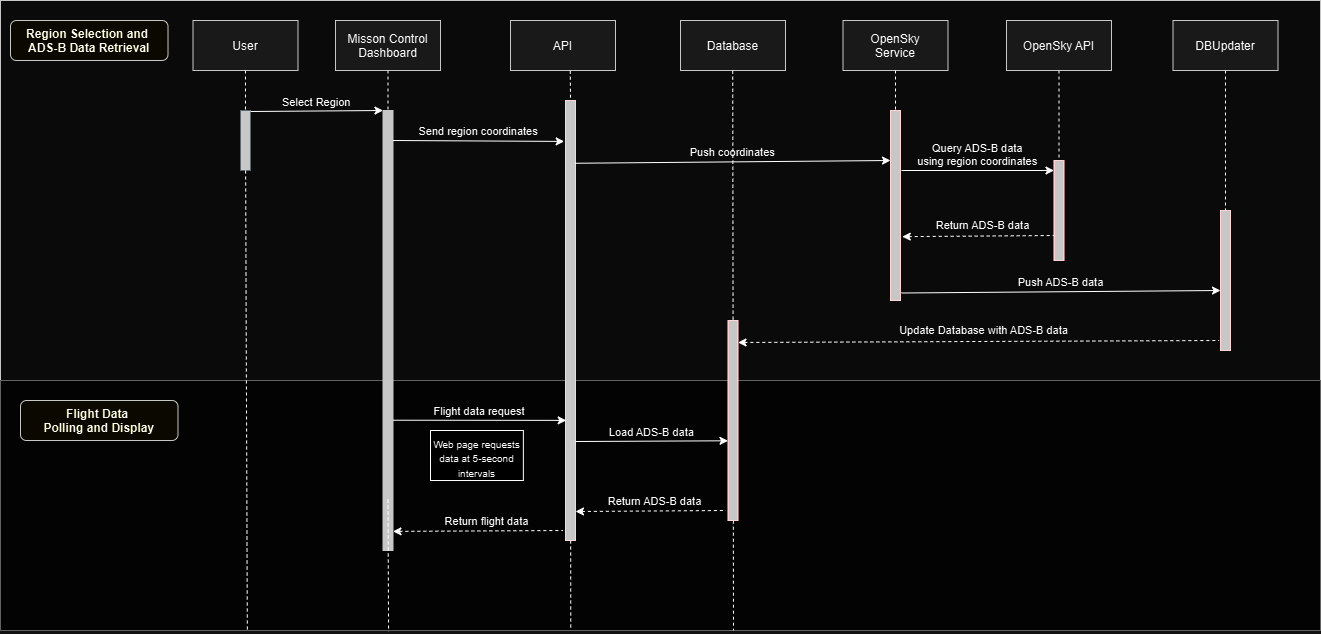 Region Selection and
ADS-B Data Retrieval
User
Misson Control
Dashboard
API
Database
OpenSky
Service
OpenSky API
DBUpdater
Select Region
Send region coordinates
Push coordinates
Query ADS-B data
using region coordinates
Return ADS-B data
Push ADS-B data
Update Database with ADS-B data
Flight Data
Polling and Display
Flight data request
Load ADS-B data
Web page requests
data at 5-second
intervals
Return ADS-B data
Return flight data